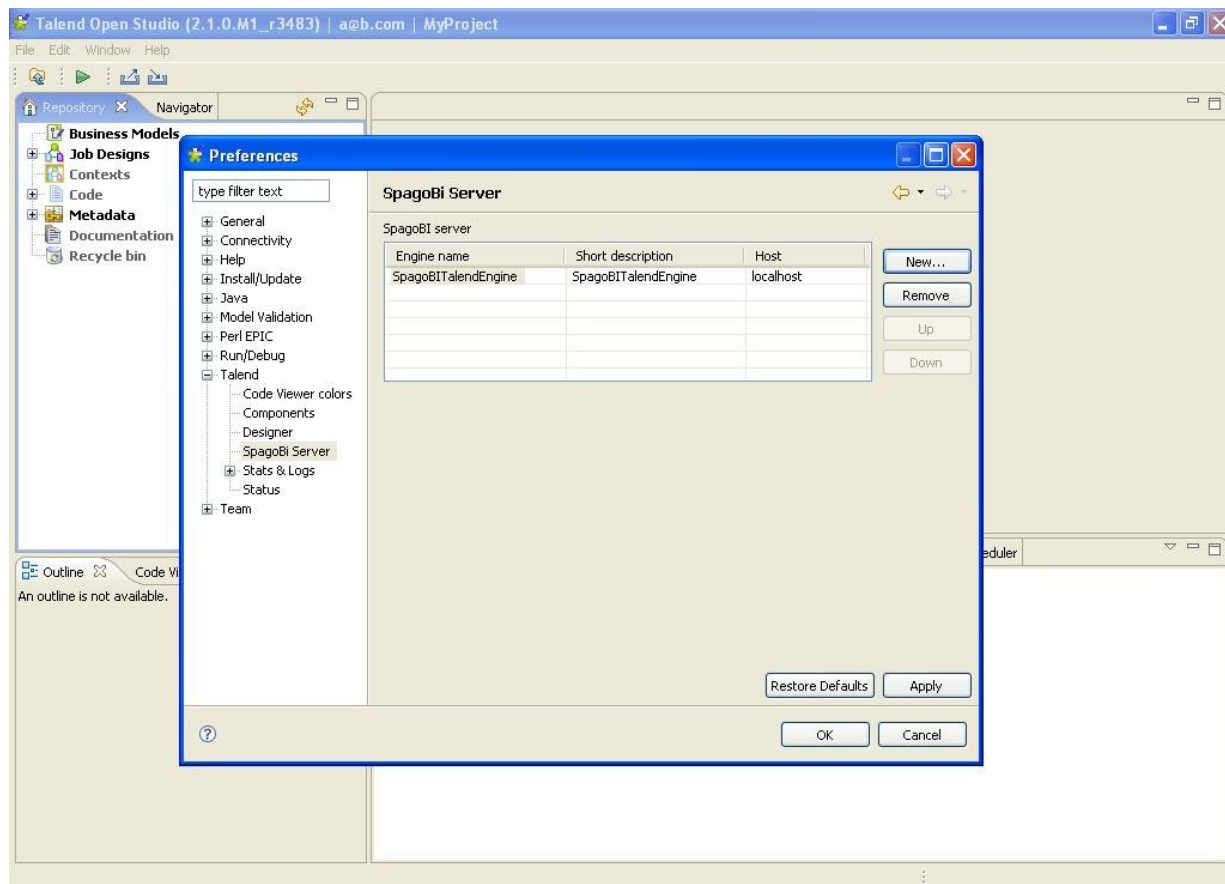 Talend Open Studio (2.1.0.M1_r3483) | a@b.com | MyProject
File Edit Window Help
Repository Navigator
Business Models
Job Designs
Contexts
Code
Metadata
Documentation
Recycle bin
Preferences
type filter text
General
Connectivity
Help
Install/Update
Java
Model Validation
Perl EPIC
Run/Debug
Talend
Code Viewer colors
Components
Designer
SpagoBi Server
Stats & Logs
Status
Team
SpagoBi Server
SpagoBI server
Engine name Short description Host
SpagoBITalendEngine SpagoBITalendEngine localhost
New...
Remove
Up
Down
Restore Defaults Apply
OK Cancel
Outline Code Vi
An outline is not available.
eduler